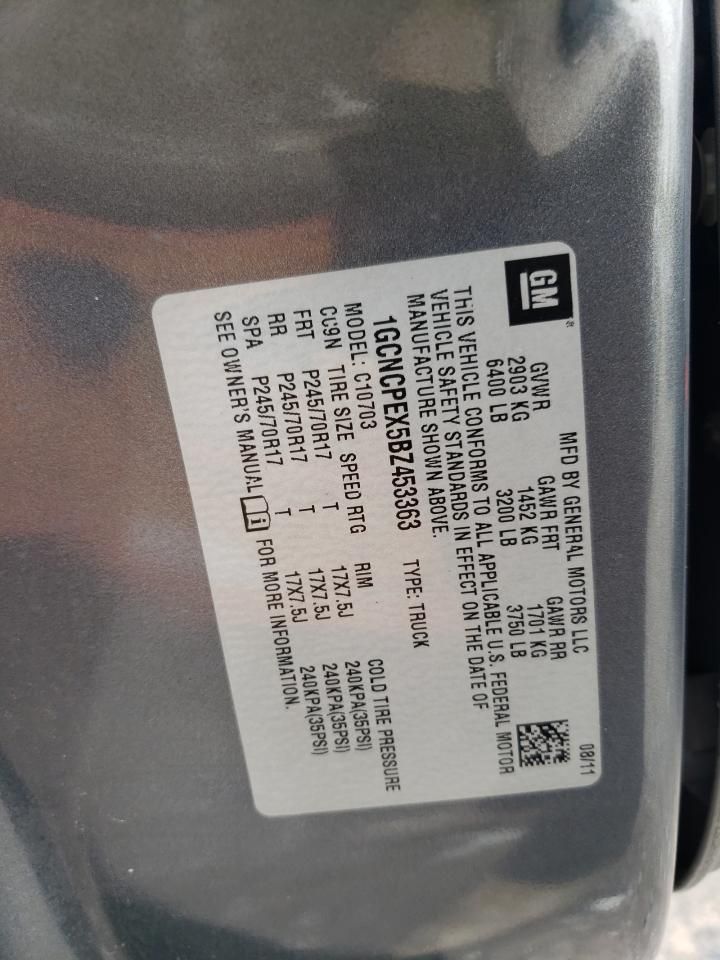 GM®
MFD BY GENERAL MOTORS LLC 08/11
GVWR GAWR FRT GAWR RR
2903 KG 1452 KG 1701 KG
6400 LB 3200 LB 3750 LB
THIS VEHICLE CONFORMS TO ALL APPLICABLE U.S. FEDERAL MOTOR
VEHICLE SAFETY STANDARDS IN EFFECT ON THE DATE OF
MANUFACTURE SHOWN ABOVE.
1GCNCPEX5BZ453363 TYPE: TRUCK
MODEL: C10703
CC9N TIRE SIZE SPEED RTG RIM COLD TIRE PRESSURE
FRT P245/70R17 T 17X7.5J 240KPA(35PSI)
RR P245/70R17 T 17X7.5J 240KPA(35PSI)
SPA P245/70R17 T 17X7.5J 240KPA(35PSI)
SEE OWNER'S MANUAL FOR MORE INFORMATION.